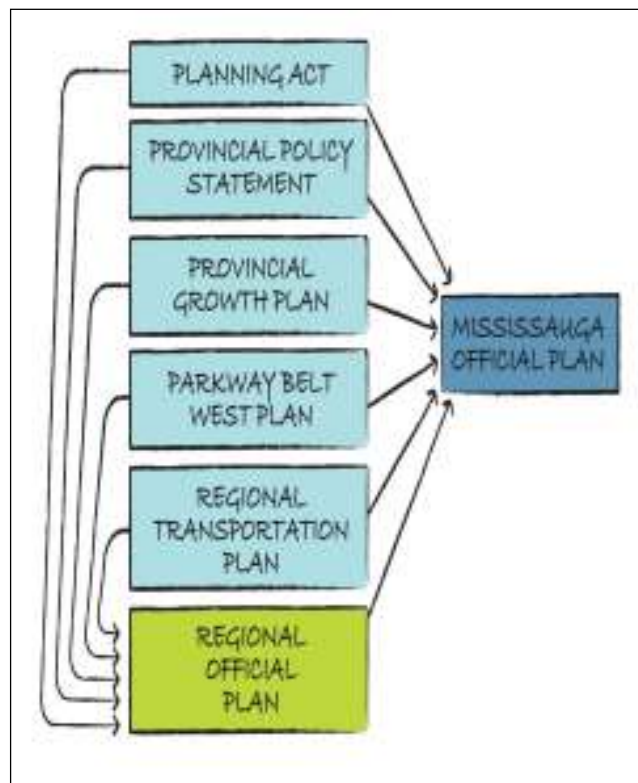 PLANNING ACT
PROVINCIAL POLICY
STATEMENT
PROVINCIAL
GROWTH PLAN
PARKWAY BELT
WEST PLAN
REGIONAL
TRANSPORTATION
PLAN
REGIONAL
OFFICIAL
PLAN
MISSISSAUGA
OFFICIAL PLAN